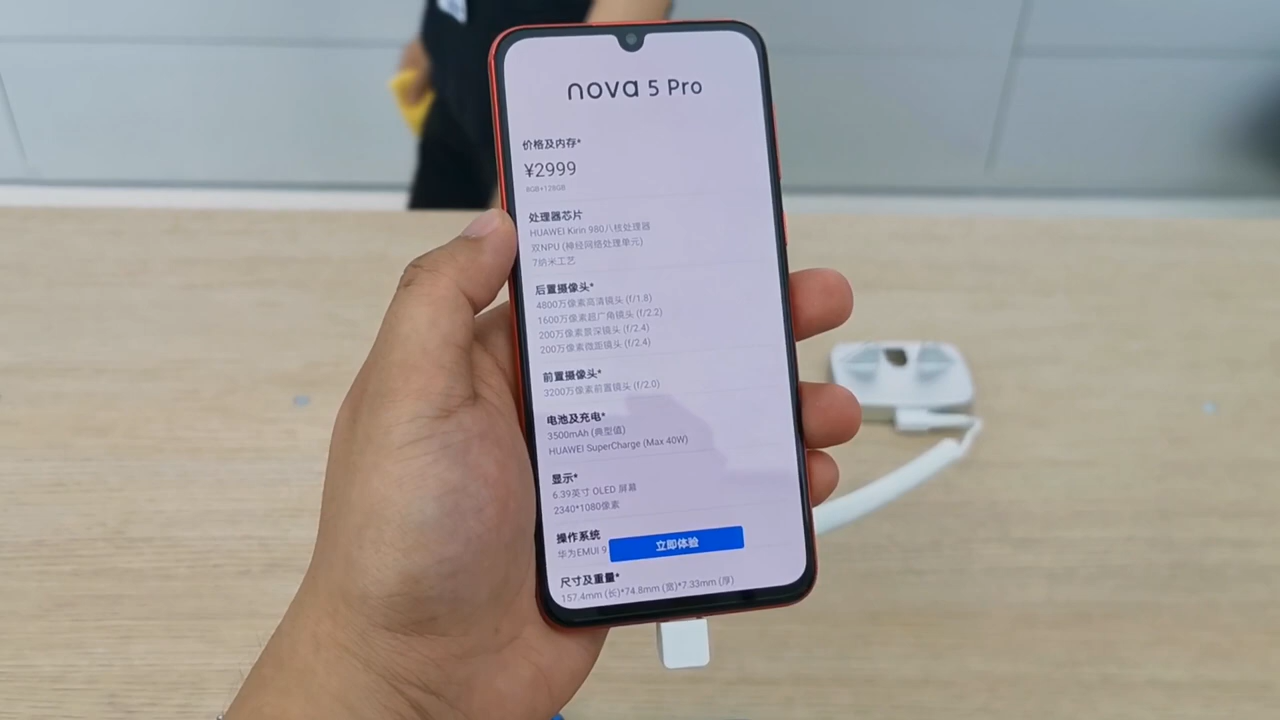 nova 5 Pro
价格及内存*
¥2999
8GB+128GB
处理器芯片
HUAWEI Kirin 980八核处理器
双NPU (神经网络处理单元)
7纳米工艺
后置摄像头*
4800万像素高清镜头 (f/1.8)
1600万像素超广角镜头 (f/2.2)
200万像素景深镜头 (f/2.4)
200万像素微距镜头 (f/2.4)
前置摄像头*
3200万像素前置镜头 (f/2.0)
电池及充电*
3500mAh (典型值)
HUAWEI SuperCharge (Max 40W)
显示*
6.39英寸 OLED 屏幕
2340*1080像素
操作系统
华为EMUI 9
立即体验
尺寸及重量*
157.4mm (长)*74.8mm (宽)*7.33mm (厚)